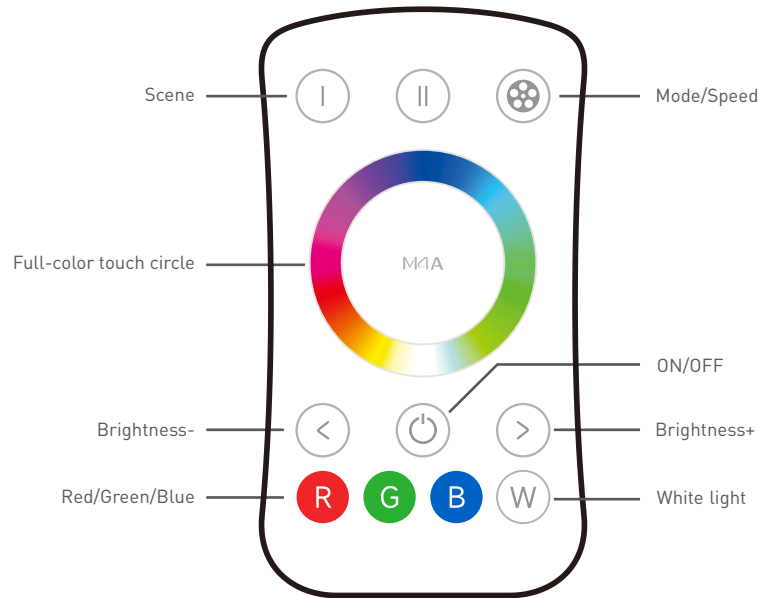 Scene
I
II
Mode/Speed
Full-color touch circle
M4A
ON/OFF
Brightness-
<
>
Brightness+
Red/Green/Blue
R
G
B
W
White light